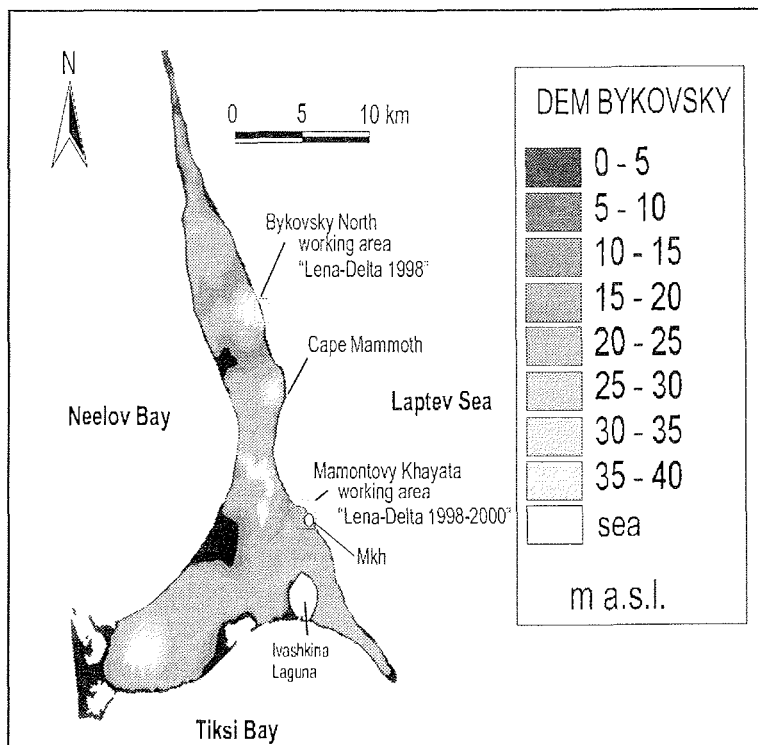 N
0 5 10 km
Bykovsky North
working area
"Lena-Delta 1998"
Cape Mammoth
Neelov Bay
Laptev Sea
Mamontovy Khayata
working area
"Lena-Delta 1998-2000"
Mkh
Ivashkina
Laguna
Tiksi Bay
DEM BYKOVSKY
0 - 5
5 - 10
10 - 15
15 - 20
20 - 25
25 - 30
30 - 35
35 - 40
sea
m a.s.l.